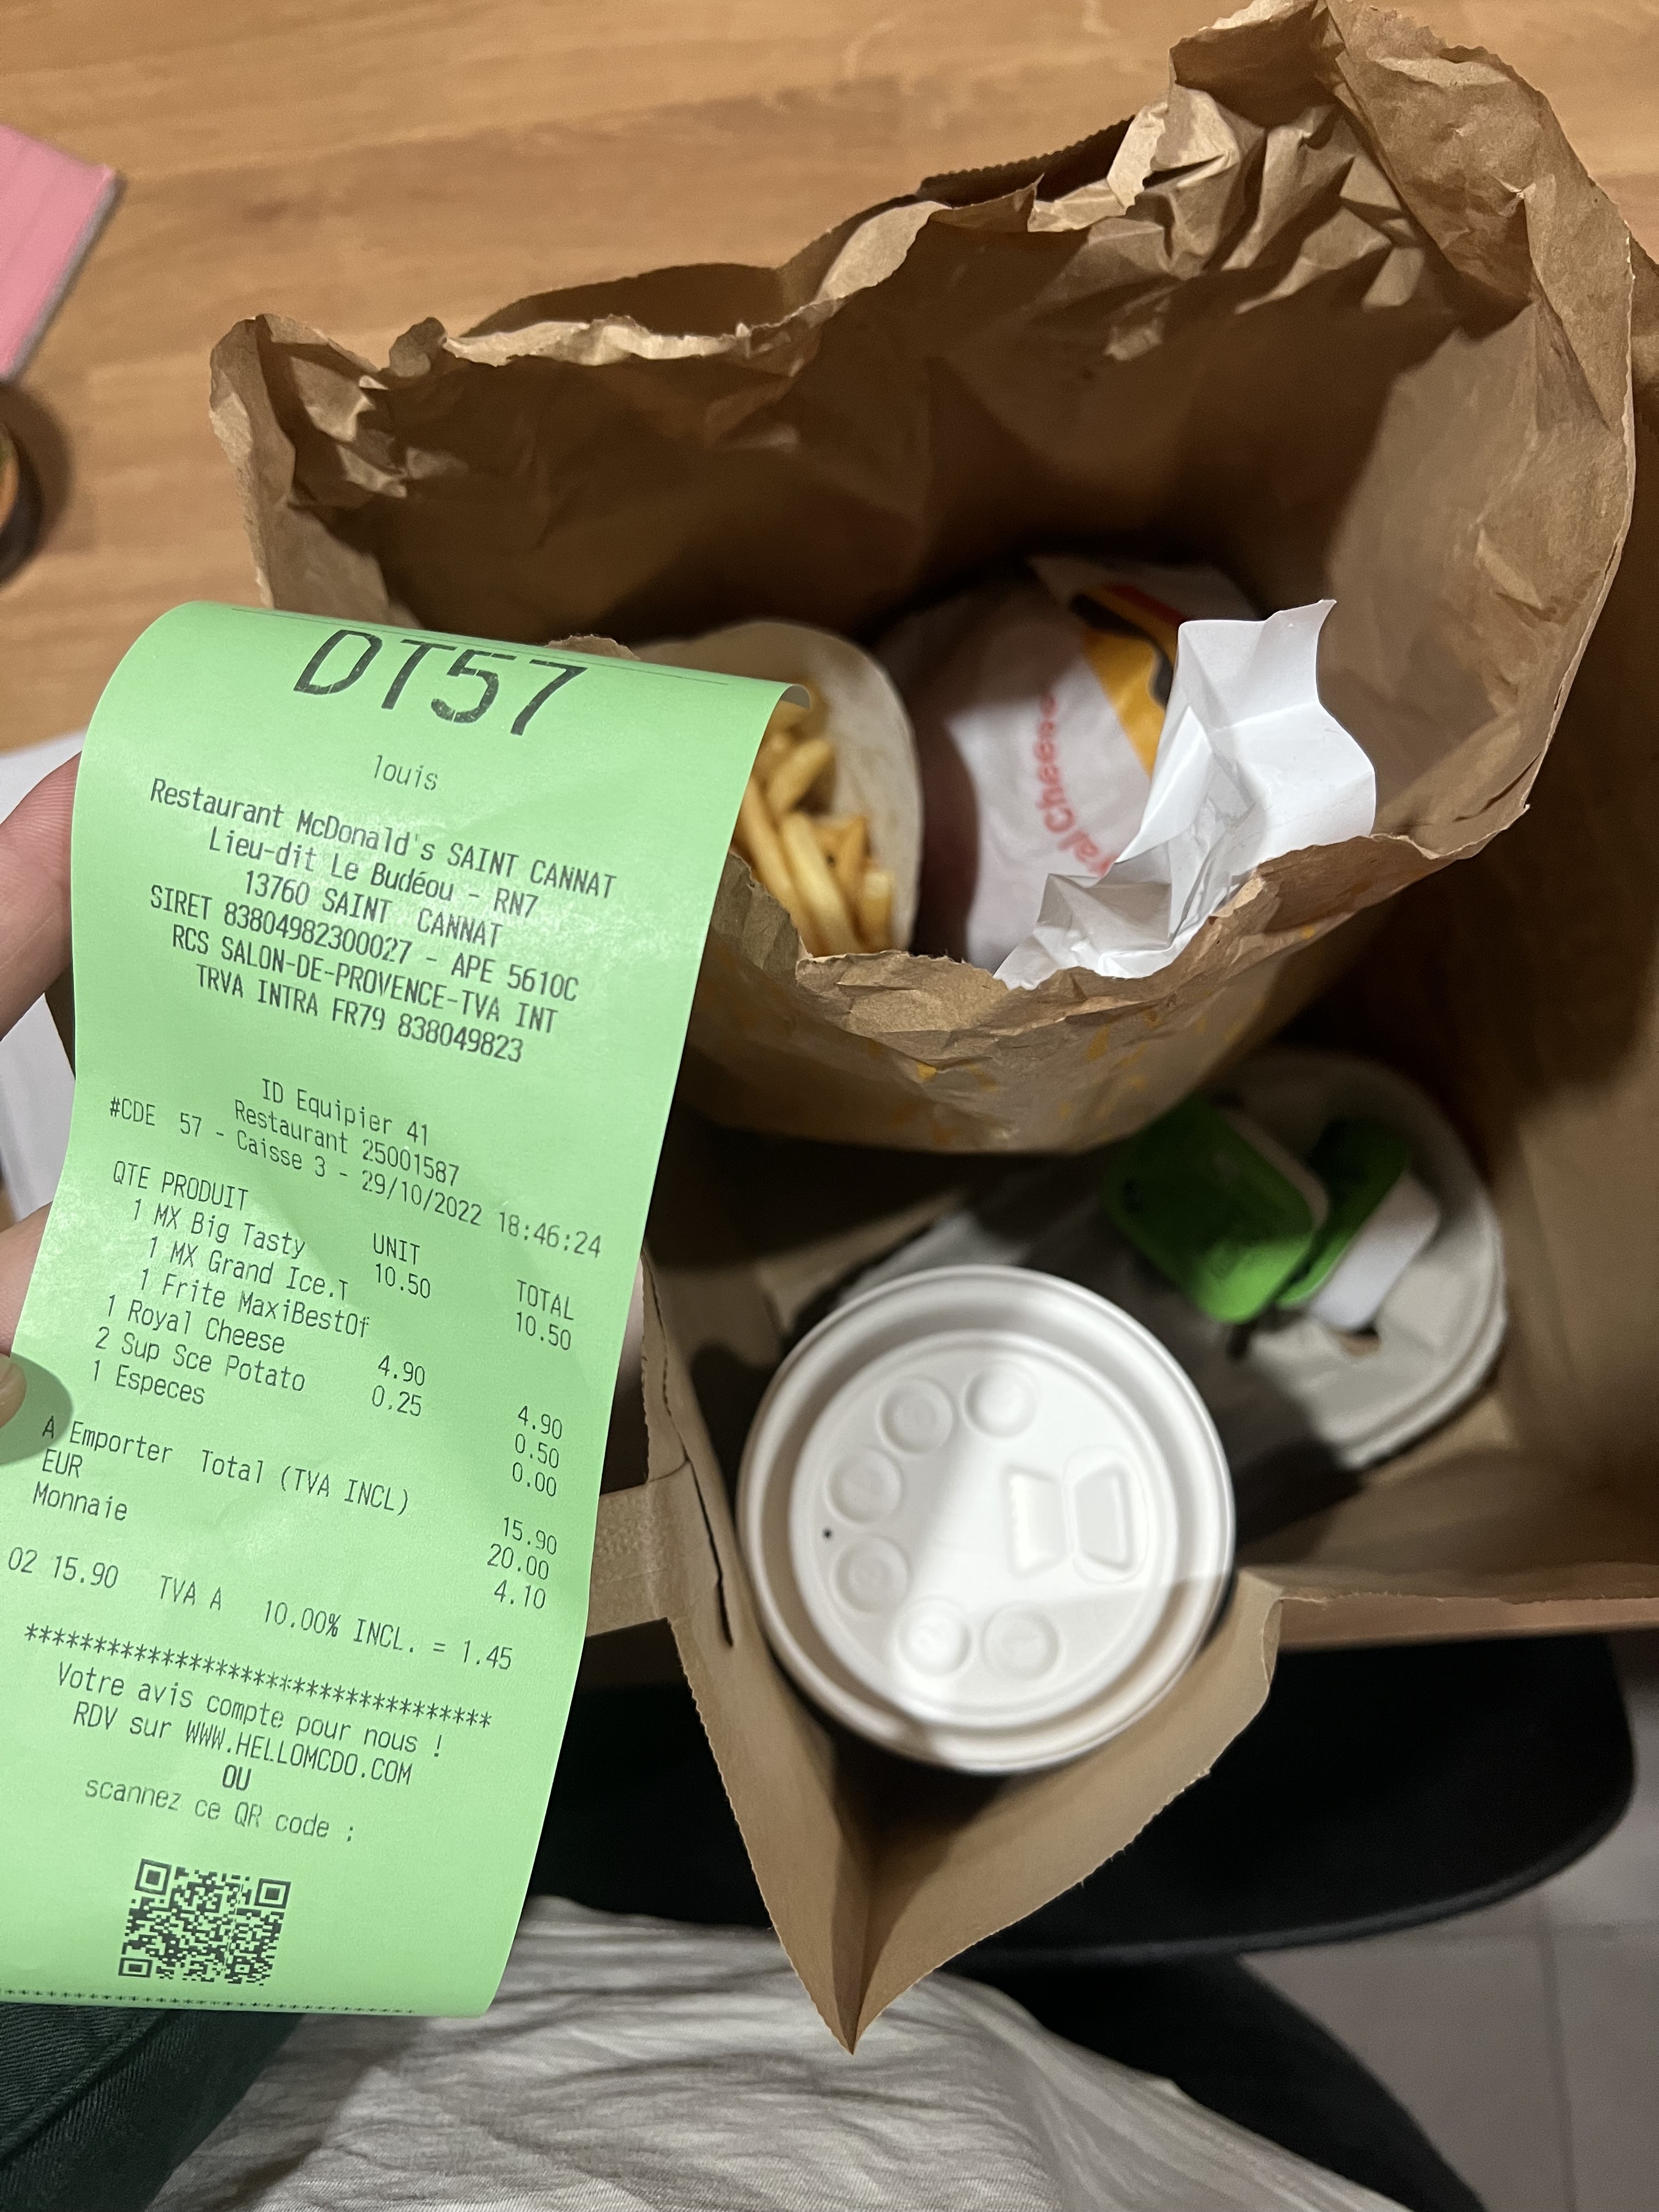 DT57
louis
Restaurant McDonald's SAINT CANNAT
Lieu-dit Le Budéou - RN7
13760 SAINT CANNAT
SIRET 83804982300027 - APE 5610C
RCS SALON-DE-PROVENCE-TVA INT
TRVA INTRA FR79 838049823
ID Equipier 41
Restaurant 25001587
#CDE 57 - Caisse 3 - 29/10/2022 18:46:24
QTE PRODUIT UNIT TOTAL
1 MX Big Tasty 10.50 10.50
1 MX Grand Ice.T
1 Frite MaxiBestOf
1 Royal Cheese 4.90 4.90
2 Sup Sce Potato 0.25 0.50
1 Especes 0.00
A Emporter Total (TVA INCL) 15.90
EUR 20.00
Monnaie 4.10
02 15.90 TVA A 10.00% INCL. = 1.45
**********************************
Votre avis compte pour nous !
RDV sur WWW.HELLOMCDO.COM
OU
scannez ce QR code :
yal Cheese